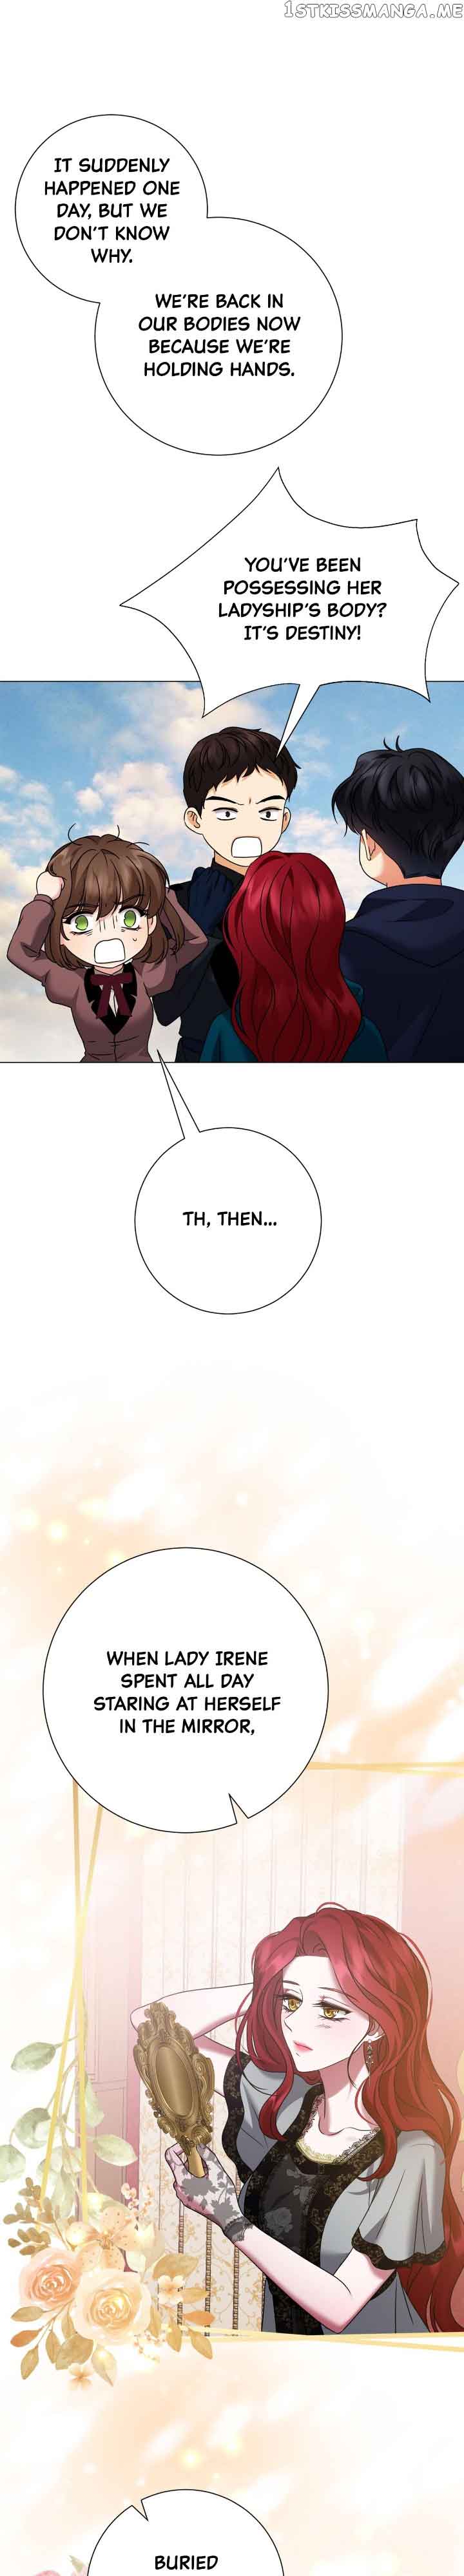 1STKISSMANGA.ME
IT SUDDENLY
HAPPENED ONE
DAY, BUT WE
DON'T KNOW
WHY.
WE'RE BACK IN
OUR BODIES NOW
BECAUSE WE'RE
HOLDING HANDS.
YOU'VE BEEN
POSSESSING HER
LADYSHIP'S BODY?
IT'S DESTINY!
TH, THEN...
WHEN LADY IRENE
SPENT ALL DAY
STARING AT HERSELF
IN THE MIRROR,
BURIED